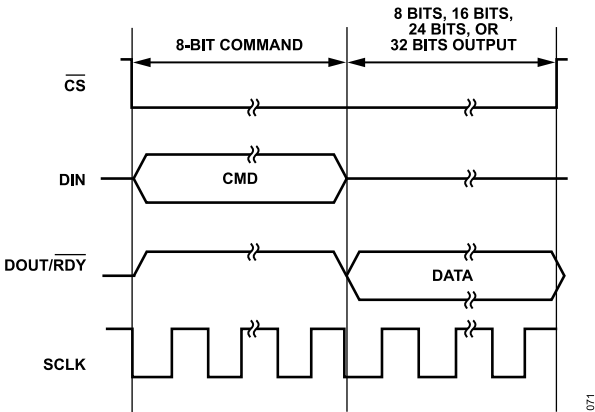 8 BITS, 16 BITS,
24 BITS, OR
32 BITS OUTPUT
8-BIT COMMAND
CS
DIN
CMD
DOUT/RDY
DATA
SCLK
071